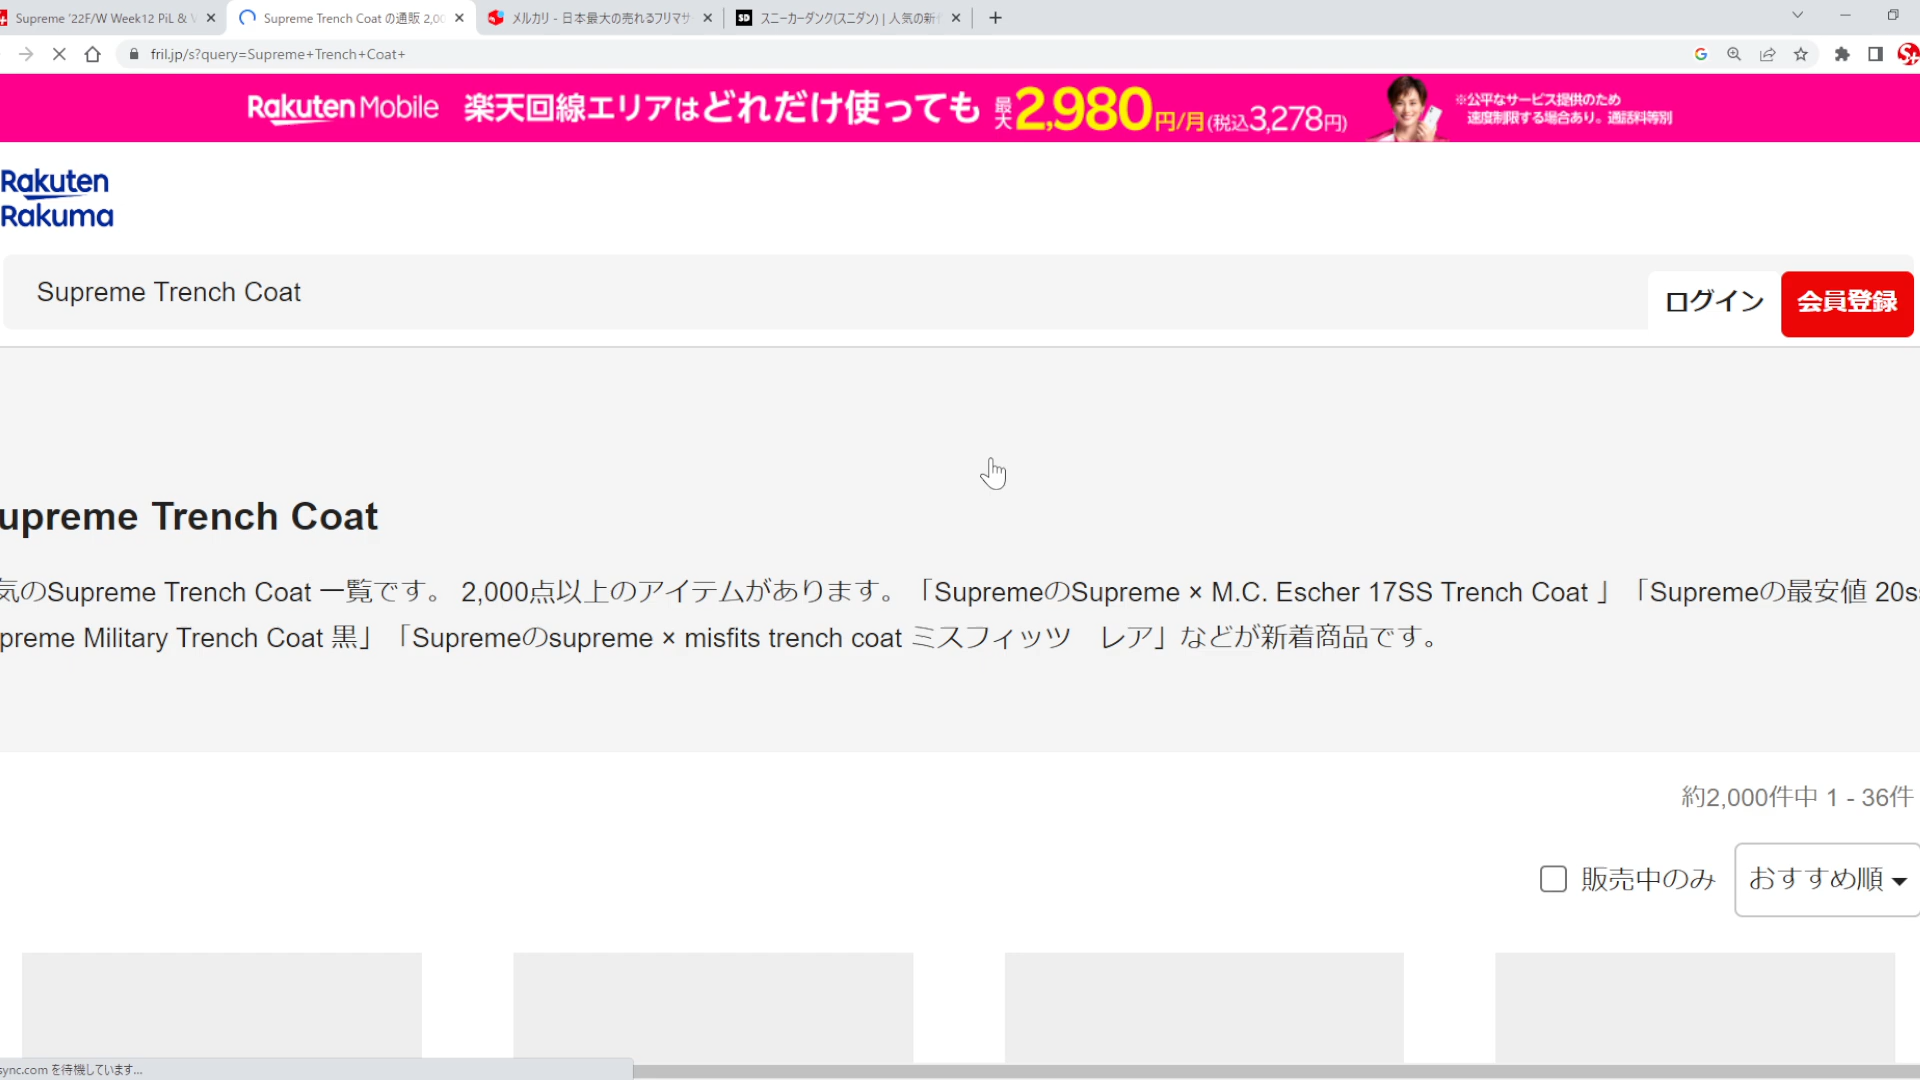 Supreme '22F/W Week12 PiL & V
Supreme Trench Coat の通販 2,00
メルカリ - 日本最大の売れるフリマサ
スニーカーダンク(スニダン) | 人気の新
fril.jp/s?query=Supreme+Trench+Coat+
Rakuten Mobile 楽天回線エリアはどれだけ使っても 最大2,980円/月(税込3,278円)
※公平なサービス提供のため
速度制限する場合あり。通話料等別
Rakuten
Rakuma
Supreme Trench Coat
ログイン
会員登録
upreme Trench Coat
気のSupreme Trench Coat 一覧です。 2,000点以上のアイテムがあります。「SupremeのSupreme × M.C. Escher 17SS Trench Coat 」「Supremeの最安値 20s
preme Military Trench Coat 黒」「Supremeのsupreme × misfits trench coat ミスフィッツ　レア」などが新着商品です。
約2,000件中 1 - 36件
販売中のみ
おすすめ順
sync.com を待機しています...